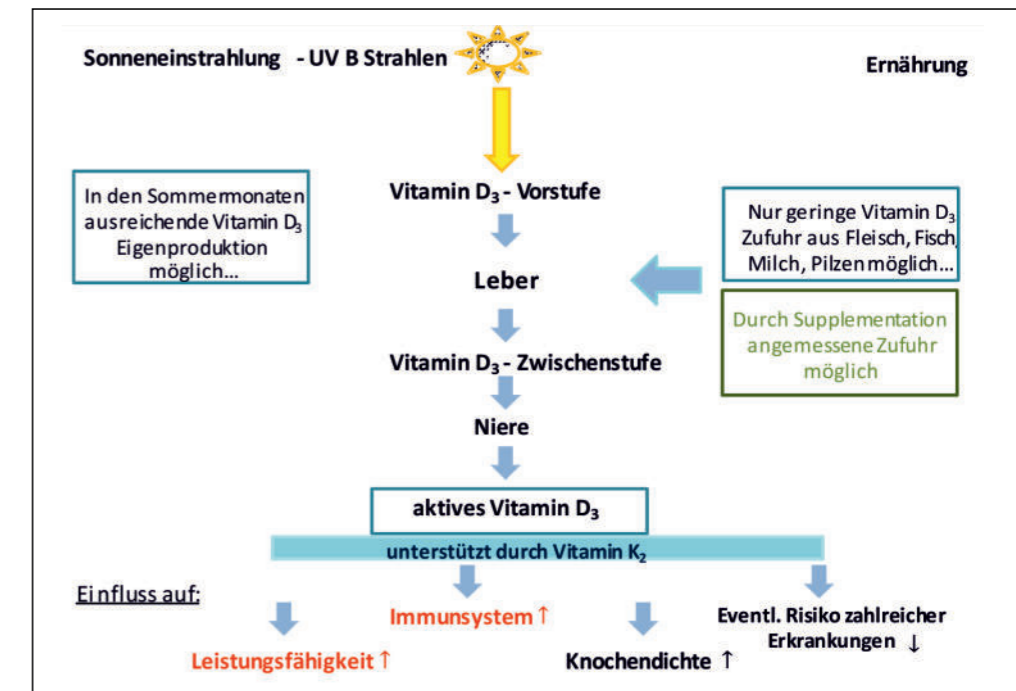 Sonneneinstrahlung - UV B Strahlen
Ernährung
Vitamin D₃ - Vorstufe
In den Sommermonaten
ausreichende Vitamin D₃
Eigenproduktion
möglich...
Nur geringe Vitamin D₃
Zufuhr aus Fleisch, Fisch,
Milch, Pilzen möglich...
Leber
Durch Supplementation
angemessene Zufuhr
möglich
Vitamin D₃ - Zwischenstufe
Niere
aktives Vitamin D₃
unterstützt durch Vitamin K₂
Einfluss auf:
Leistungsfähigkeit ↑
Immunsystem ↑
Knochendichte ↑
Eventl. Risiko zahlreicher
Erkrankungen ↓